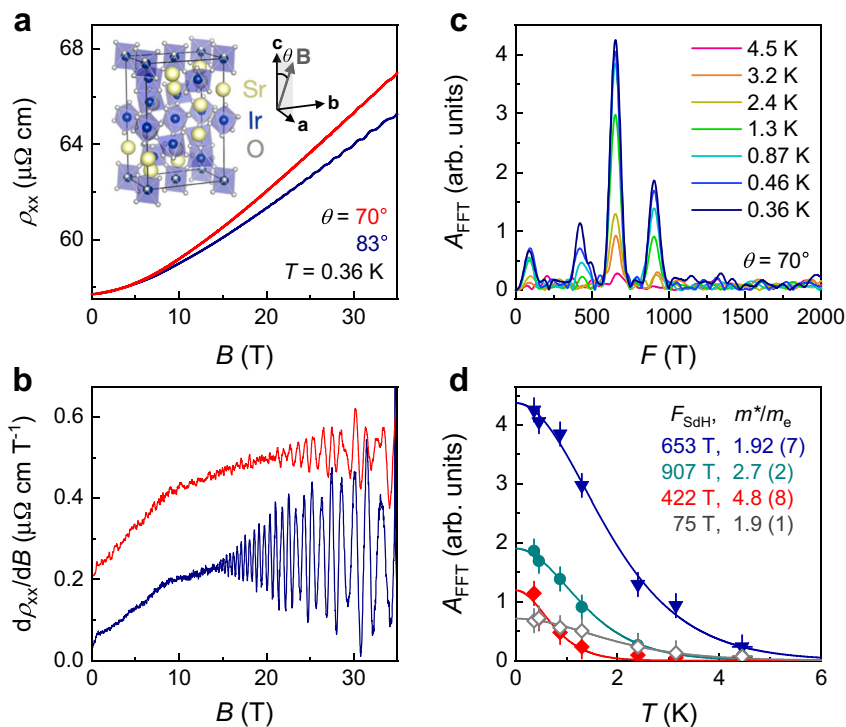 a
68
64
60
ρxx (μΩ cm)
c
θ
B
b
a
Sr
Ir
O
θ = 70°
83°
T = 0.36 K
0 10 20 30
B (T)
b
0.6
0.4
0.2
0.0
dρxx/dB (μΩ cm T⁻¹)
0 10 20 30
B (T)
c
4
3
2
1
0
AFFT (arb. units)
4.5 K
3.2 K
2.4 K
1.3 K
0.87 K
0.46 K
0.36 K
θ = 70°
0 500 1000 1500 2000
F (T)
d
4
3
2
1
0
AFFT (arb. units)
FSdH, m*/me
653 T, 1.92 (7)
907 T, 2.7 (2)
422 T, 4.8 (8)
75 T, 1.9 (1)
0 2 4 6
T (K)